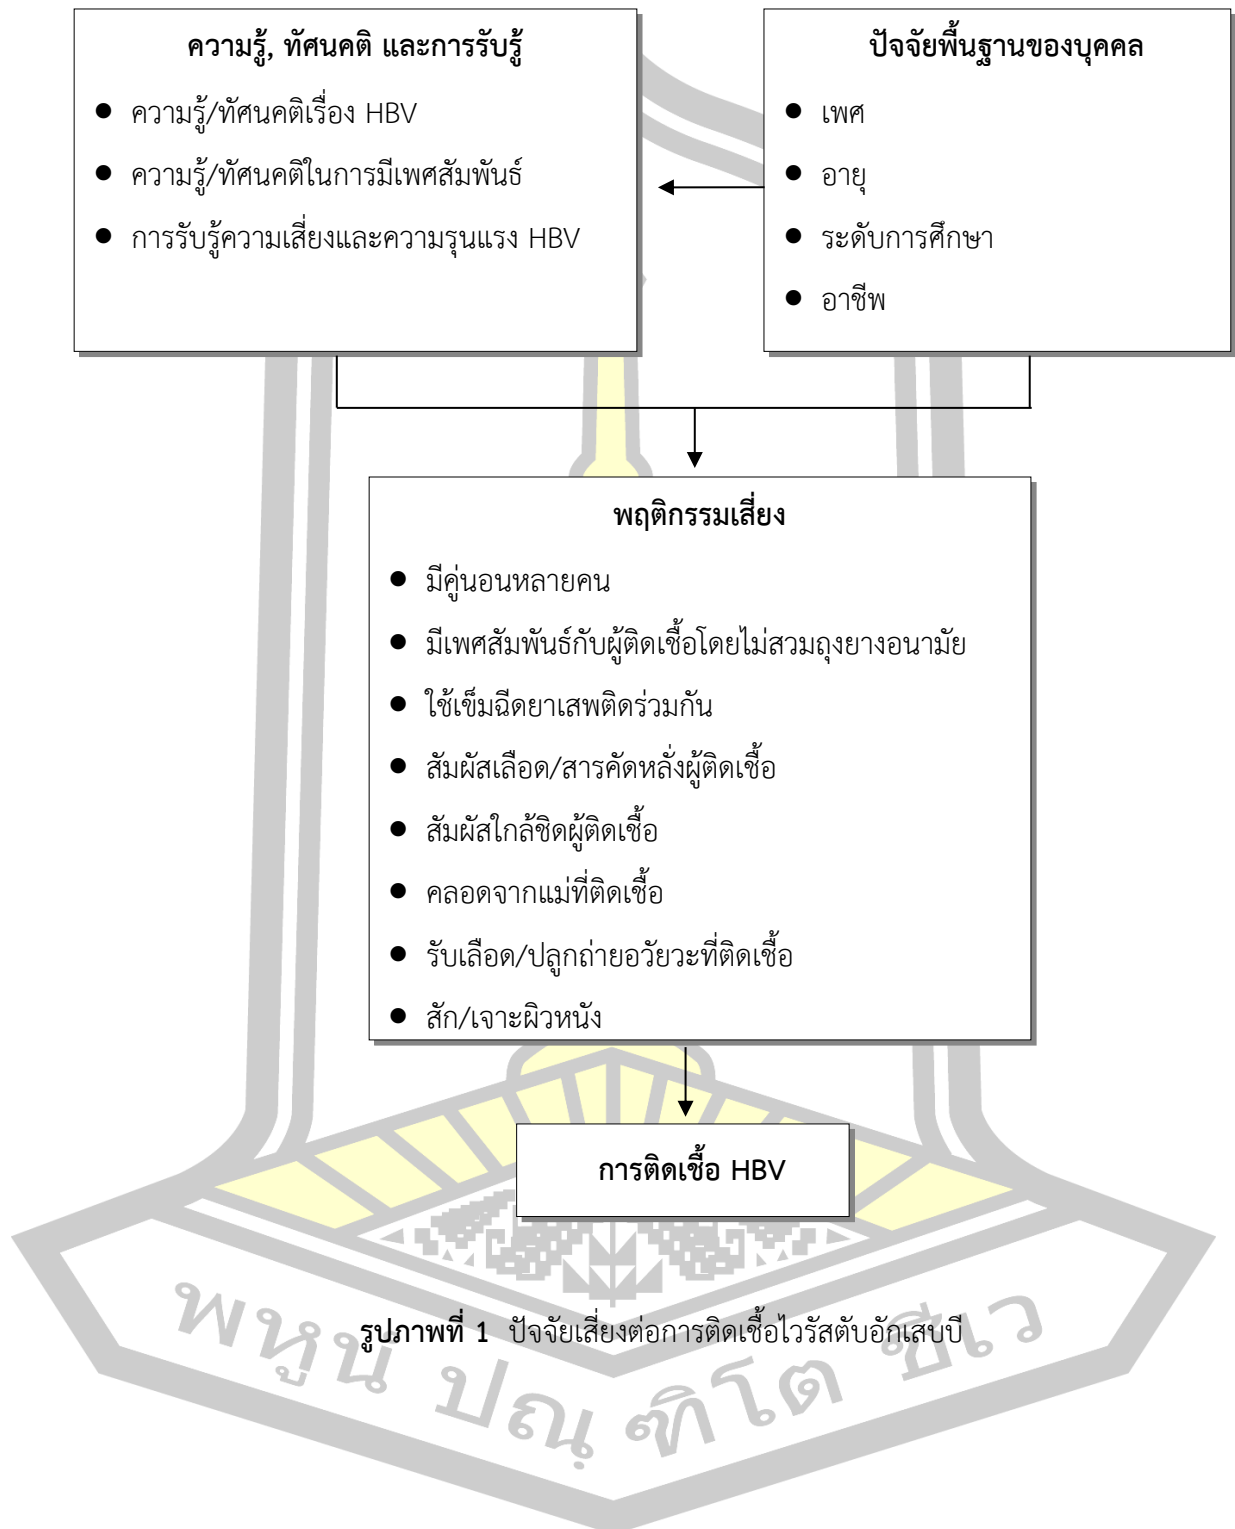 ความรู้, ทัศนคติ และการรับรู้
● ความรู้/ทัศนคติเรื่อง HBV
● ความรู้/ทัศนคติในการมีเพศสัมพันธ์
● การรับรู้ความเสี่ยงและความรุนแรง HBV
ปัจจัยพื้นฐานของบุคคล
● เพศ
● อายุ
● ระดับการศึกษา
● อาชีพ
พฤติกรรมเสี่ยง
● มีคู่นอนหลายคน
● มีเพศสัมพันธ์กับผู้ติดเชื้อโดยไม่สวมถุงยางอนามัย
● ใช้เข็มฉีดยาเสพติดร่วมกัน
● สัมผัสเลือด/สารคัดหลั่งผู้ติดเชื้อ
● สัมผัสใกล้ชิดผู้ติดเชื้อ
● คลอดจากแม่ที่ติดเชื้อ
● รับเลือด/ปลูกถ่ายอวัยวะที่ติดเชื้อ
● สัก/เจาะผิวหนัง
การติดเชื้อ HBV
รูปภาพที่ 1 ปัจจัยเสี่ยงต่อการติดเชื้อไวรัสตับอักเสบบี
พหูน ปณฺ ฑิโต ชีเว